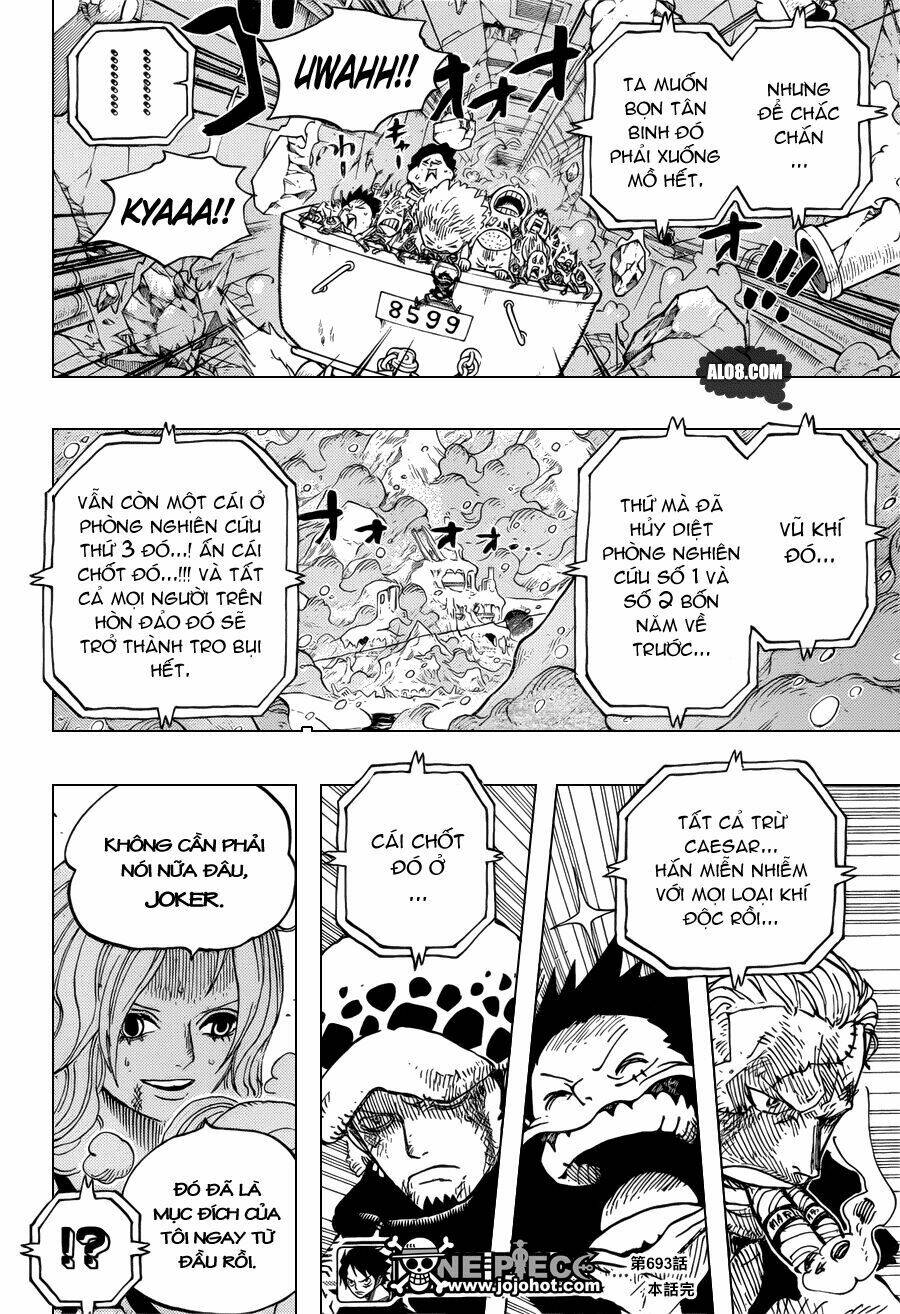 NHƯNG
ĐỂ CHẮC
CHẮN
...
TA MUỐN
BỌN TÂN
BINH ĐÓ
PHẢI XUỐNG
MỒ HẾT.
UWAHH!!
KYAAA!!
8599
ALO8.COM
VŨ KHÍ
ĐÓ...
THỨ MÀ ĐÃ
HỦY DIỆT
PHÒNG NGHIÊN
CỨU SỐ 1 VÀ
SỐ 2 BỐN
NĂM VỀ
TRƯỚC...
VẪN CÒN MỘT CÁI Ở
PHÒNG NGHIÊN CỨU
THỨ 3 ĐÓ...! ẤN CÁI
CHỐT ĐÓ...!!! VÀ TẤT
CẢ MỌI NGƯỜI TRÊN
HÒN ĐẢO ĐÓ SẼ
TRỞ THÀNH TRO BỤI
HẾT.
TẤT CẢ TRỪ
CAESAR...
HẮN MIỄN NHIỄM
VỚI MỌI LOẠI KHÍ
ĐỘC RỒI...
CÁI CHỐT
ĐÓ Ở
...
KHÔNG CẦN PHẢI
NÓI NỮA ĐÂU,
JOKER.
ĐÓ ĐÃ LÀ
MỤC ĐÍCH CỦA
TÔI NGAY TỪ
ĐẦU RỒI.
!?
ONE PIECE
www.jojohot.com
第693話
本話完